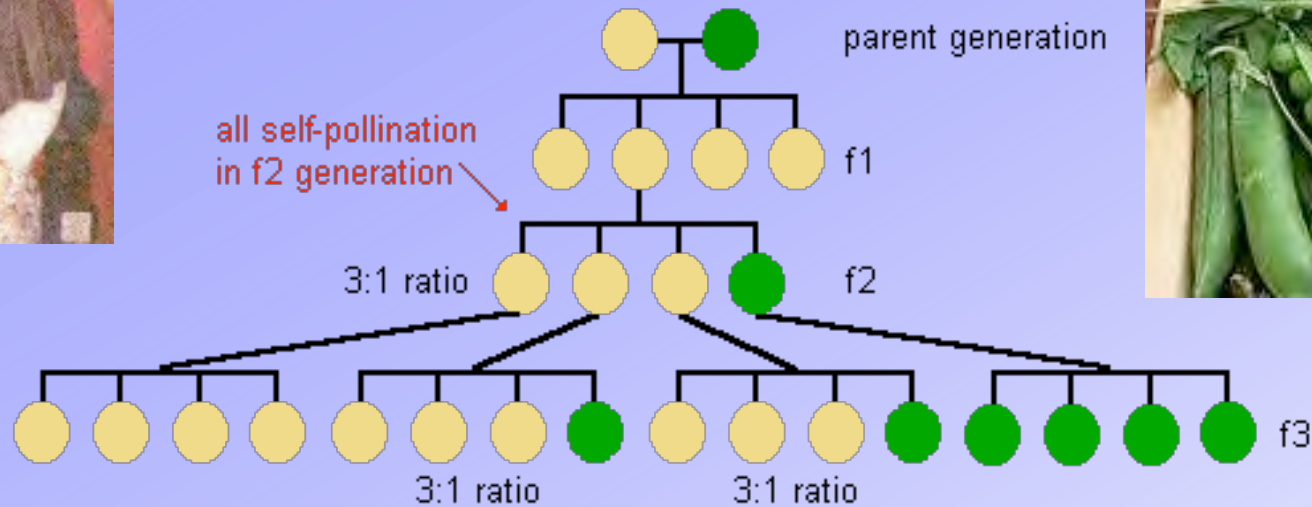 parent generation
all self-pollination
in f2 generation
f1
3:1 ratio
f2
f3
3:1 ratio
3:1 ratio